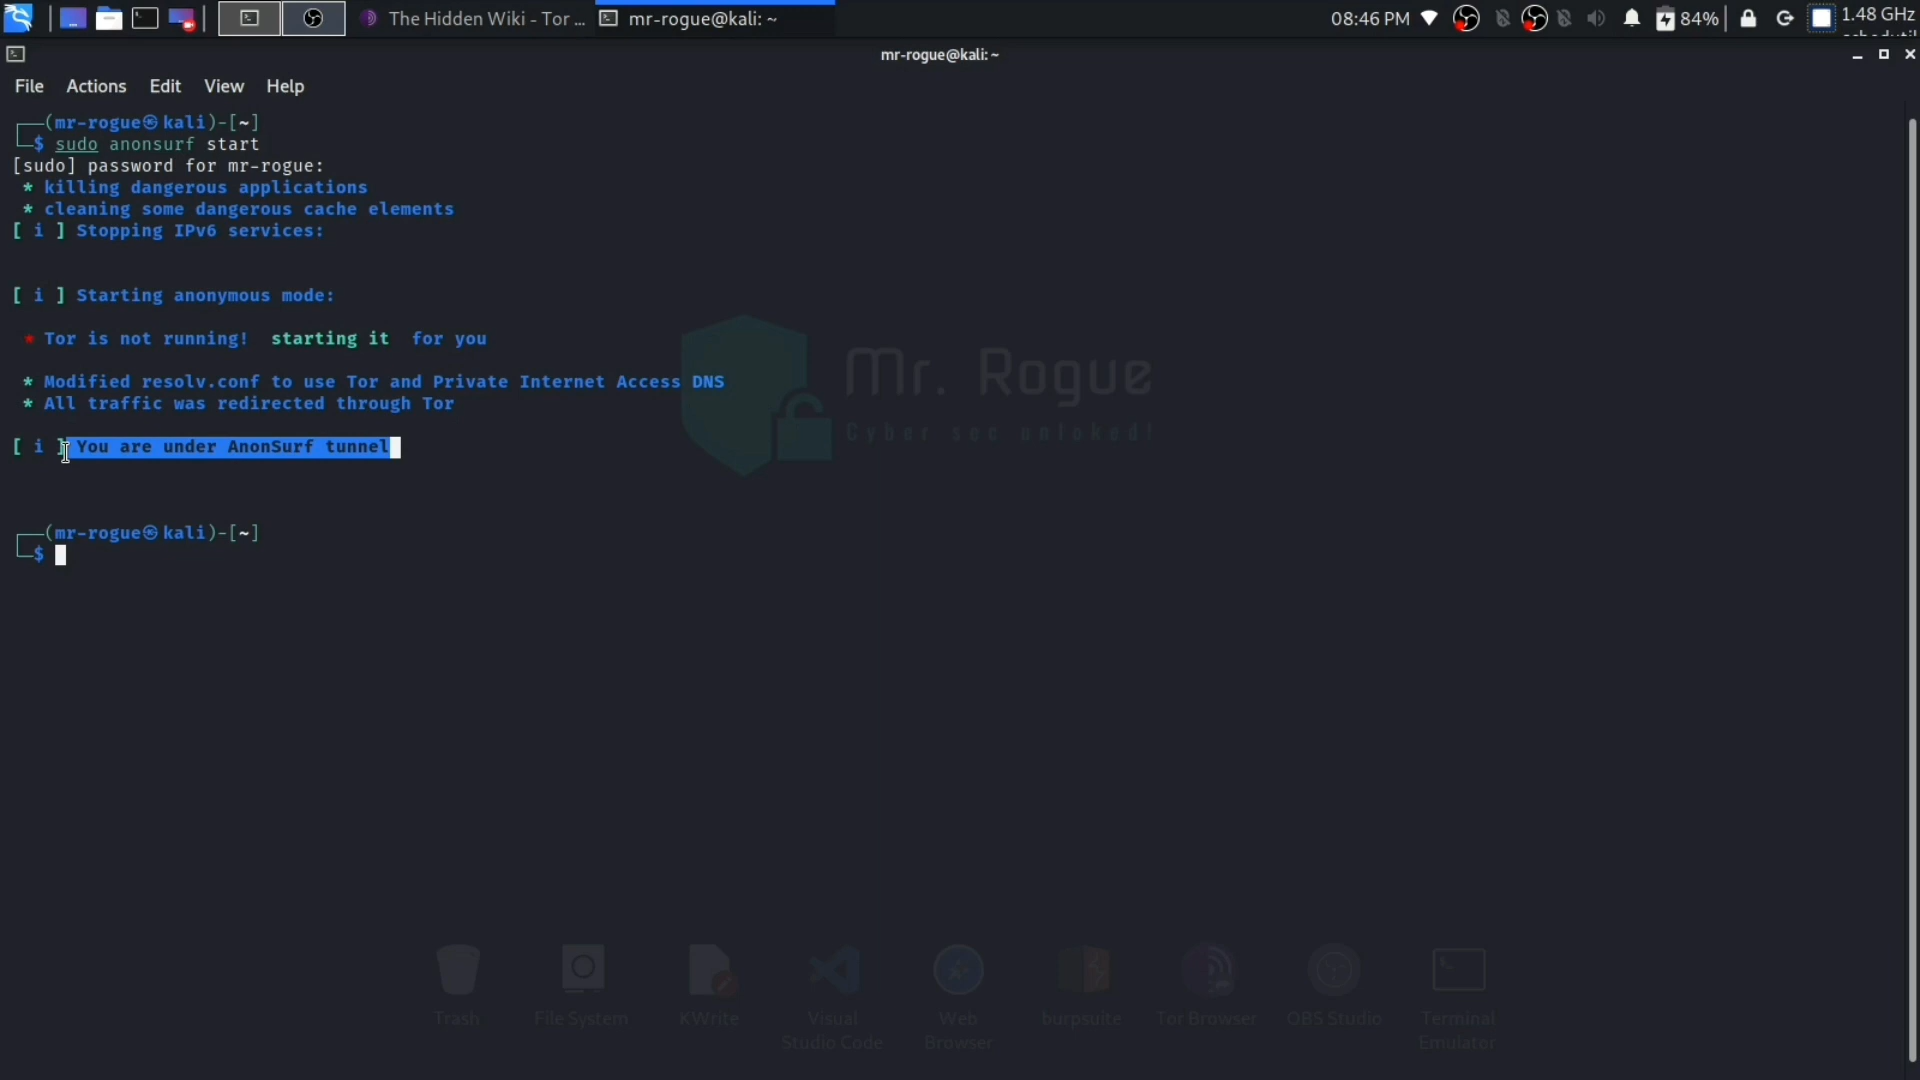 The Hidden Wiki - Tor ...
mr-rogue@kali: ~
08:46 PM
84%
1.48 GHz
mr-rogue@kali: ~
File Actions Edit View Help
(mr-rogue㉿kali)-[~]
$ sudo anonsurf start
[sudo] password for mr-rogue:
* killing dangerous applications
* cleaning some dangerous cache elements
[ i ] Stopping IPv6 services:
[ i ] Starting anonymous mode:
* Tor is not running! starting it for you
* Modified resolv.conf to use Tor and Private Internet Access DNS
* All traffic was redirected through Tor
[ i ] You are under AnonSurf tunnel
(mr-rogue㉿kali)-[~]
$
Mr. Rogue
Cyber sec unloked!
Trash
File System
KWrite
Visual Studio Code
Web Browser
burpsuite
Tor Browser
OBS Studio
Terminal Emulator